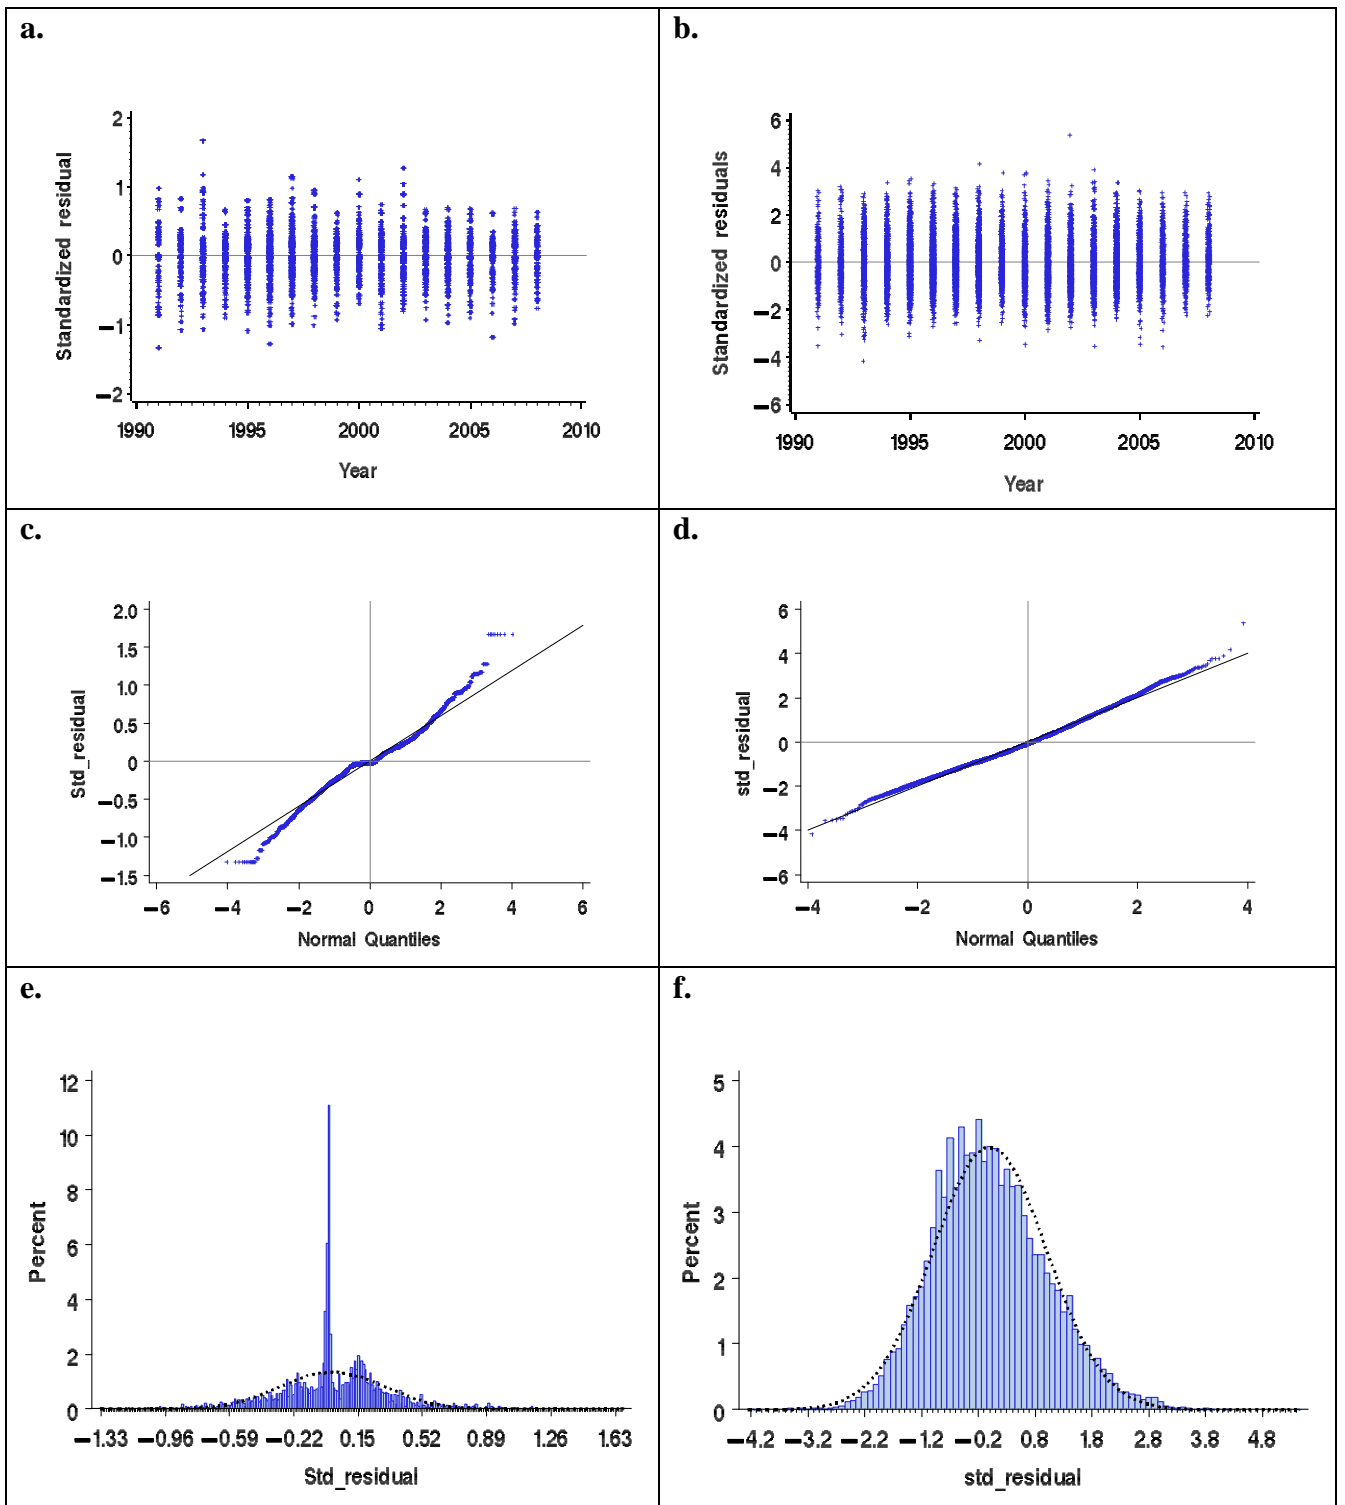 a.
Standardized residual
2
1
0
−1
−2
1990 1995 2000 2005 2010
Year
b.
Standardized residuals
6
4
2
0
−2
−4
−6
1990 1995 2000 2005 2010
Year
c.
Std_residual
2.0
1.5
1.0
0.5
0
−0.5
−1.0
−1.5
−6 −4 −2 0 2 4 6
Normal Quantiles
d.
std_residual
6
4
2
0
−2
−4
−6
−4 −2 0 2 4
Normal Quantiles
e.
Percent
12
10
8
6
4
2
0
−1.33 −0.96 −0.59 −0.22 0.15 0.52 0.89 1.26 1.63
Std_residual
f.
Percent
5
4
3
2
1
0
−4.2 −3.2 −2.2 −1.2 −0.2 0.8 1.8 2.8 3.8 4.8
std_residual